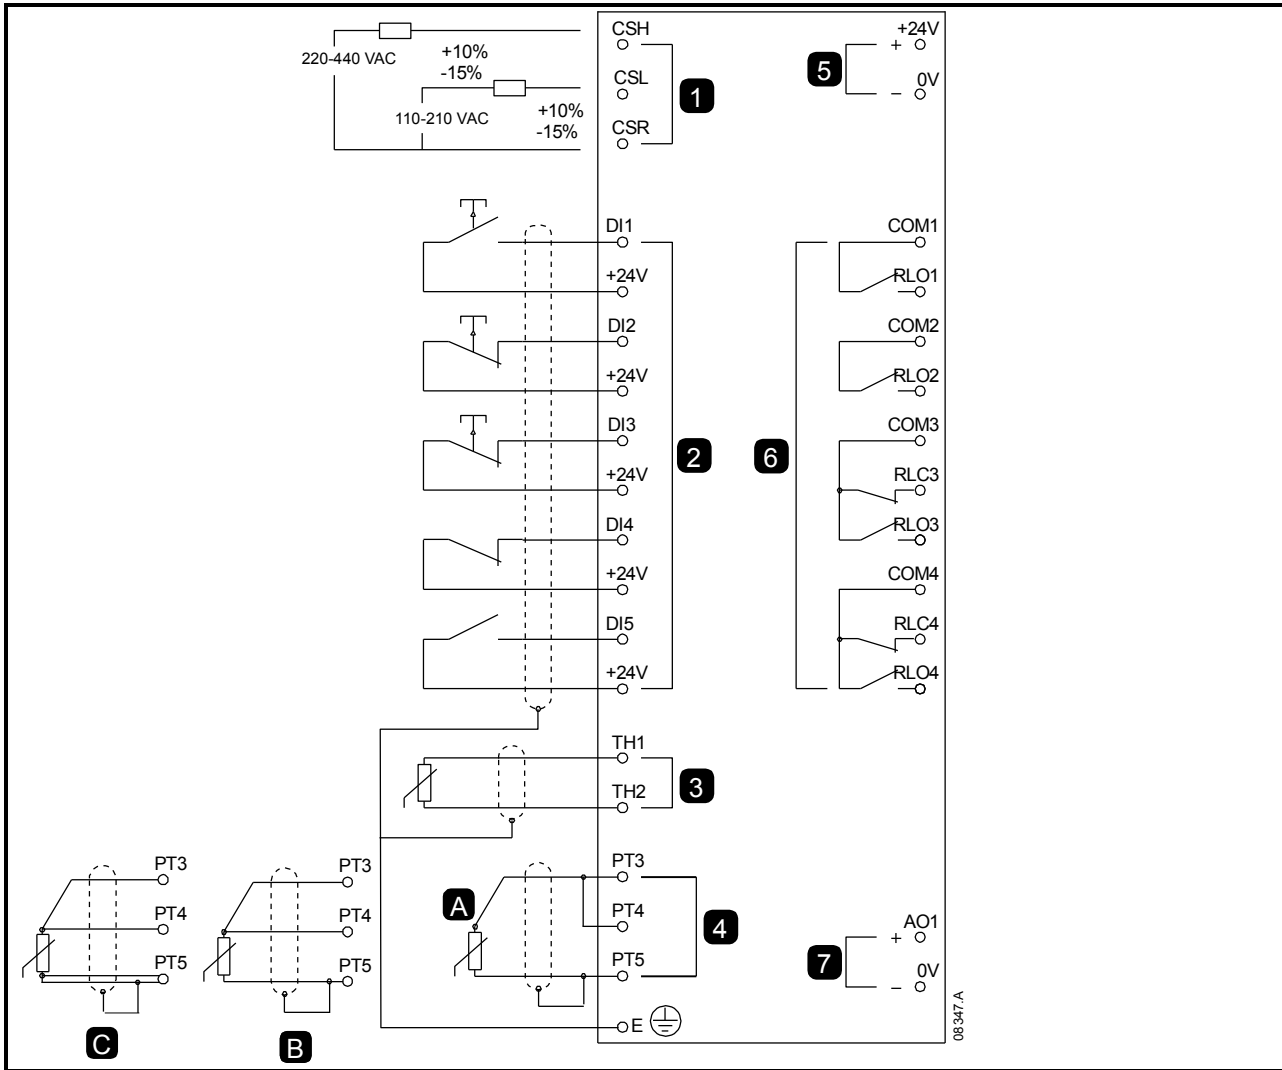 CSH
+24V
220-440 VAC
+10%
-15%
5
+
CSL
0V
–
1
110-210 VAC
+10%
-15%
CSR
DI1
COM1
+24V
RLO1
DI2
COM2
+24V
RLO2
DI3
COM3
2
6
+24V
RLC3
DI4
RLO3
+24V
COM4
DI5
RLC4
+24V
RLO4
TH1
3
TH2
PT3
PT3
PT3
A
PT4
PT4
PT4
4
AO1
+
PT5
PT5
PT5
7
0V
–
E
C
B
08347.A